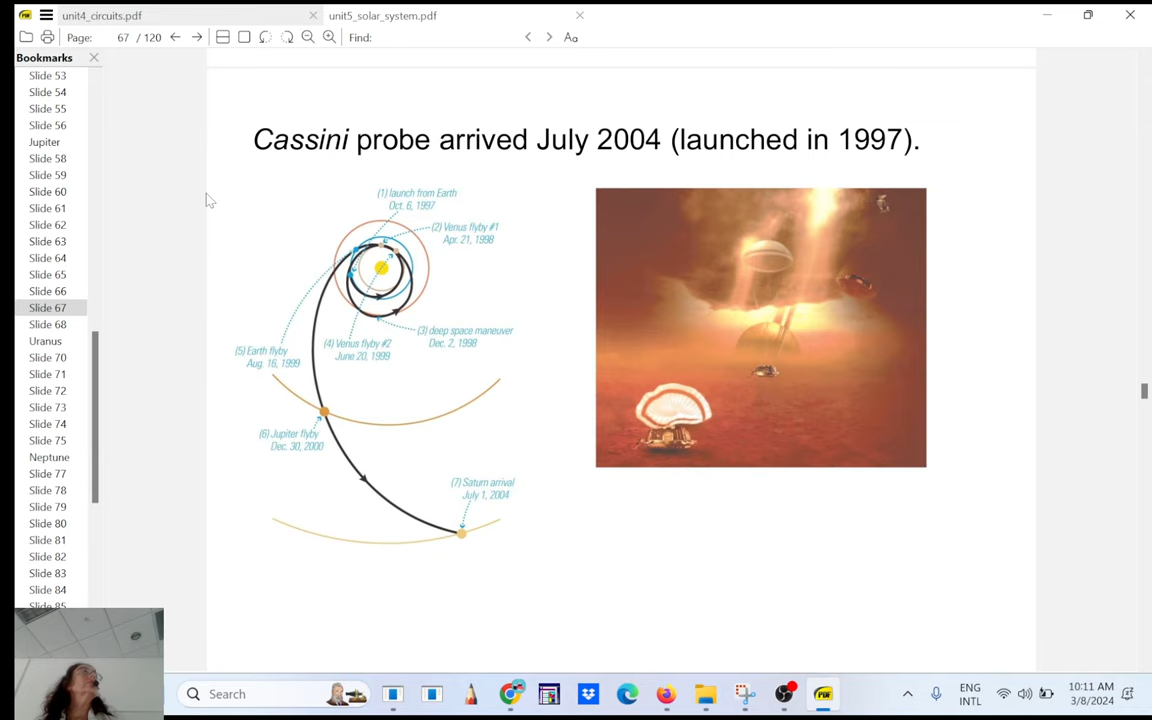 unit4_circuits.pdf
unit5_solar_system.pdf
Page:
67 / 120
Find:
Aa
Bookmarks
Slide 53
Slide 54
Slide 55
Slide 56
Jupiter
Slide 58
Slide 59
Slide 60
Slide 61
Slide 62
Slide 63
Slide 64
Slide 65
Slide 66
Slide 67
Slide 68
Uranus
Slide 70
Slide 71
Slide 72
Slide 73
Slide 74
Slide 75
Neptune
Slide 77
Slide 78
Slide 79
Slide 80
Slide 81
Slide 82
Slide 83
Slide 84
Slide 85
Cassini probe arrived July 2004 (launched in 1997).
(1) launch from Earth
Oct. 6, 1997
(2) Venus flyby #1
Apr. 21, 1998
(3) deep space maneuver
Dec. 2, 1998
(4) Venus flyby #2
June 20, 1999
(5) Earth flyby
Aug. 16, 1999
(6) Jupiter flyby
Dec. 30, 2000
(7) Saturn arrival
July 1, 2004
Search
PDF
ENG
INTL
10:11 AM
3/8/2024